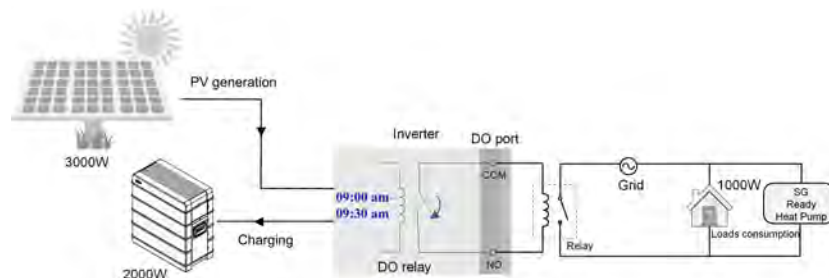 PV generation
3000W
Inverter
DO port
COM
09:00 am
09:30 am
Charging
2000W
DO relay
NO
Relay
Grid
1000W
Loads consumption
SG
Ready
Heat Pump